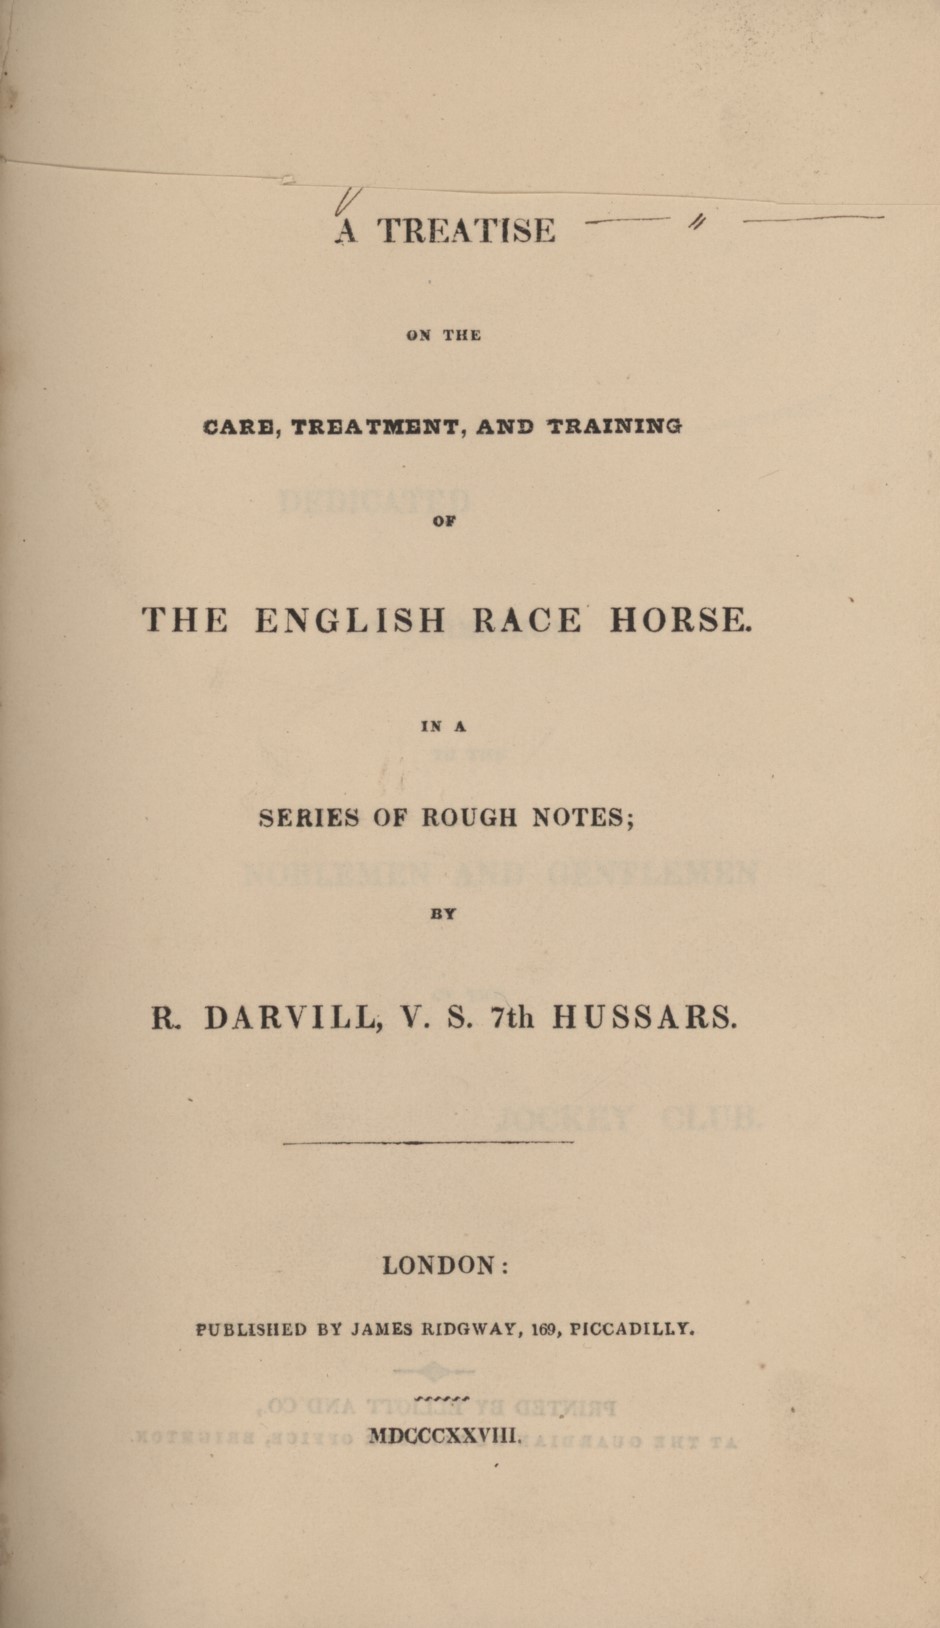 A TREATISE
ON THE
CARE, TREATMENT, AND TRAINING
OF
THE ENGLISH RACE HORSE.
IN A
SERIES OF ROUGH NOTES;
BY
R. DARVILL, V. S. 7th HUSSARS.
LONDON:
PUBLISHED BY JAMES RIDGWAY, 169, PICCADILLY.
MDCCCXXVIII.